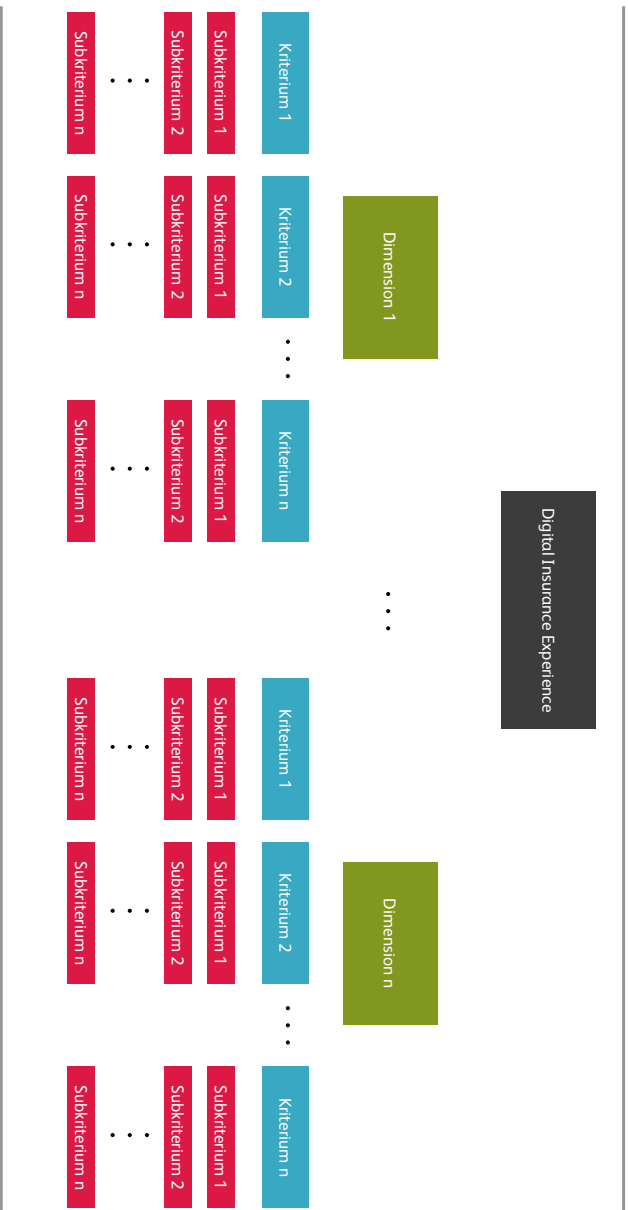 Digital Insurance Experience
Dimension 1
. . .
Dimension n
Kriterium 1
Kriterium 2
. . .
Kriterium n
Kriterium 1
Kriterium 2
. . .
Kriterium n
Subkriterium 1
Subkriterium 1
Subkriterium 1
Subkriterium 1
Subkriterium 1
Subkriterium 1
Subkriterium 2
Subkriterium 2
Subkriterium 2
Subkriterium 2
Subkriterium 2
Subkriterium 2
. . .
. . .
. . .
. . .
. . .
. . .
Subkriterium n
Subkriterium n
Subkriterium n
Subkriterium n
Subkriterium n
Subkriterium n